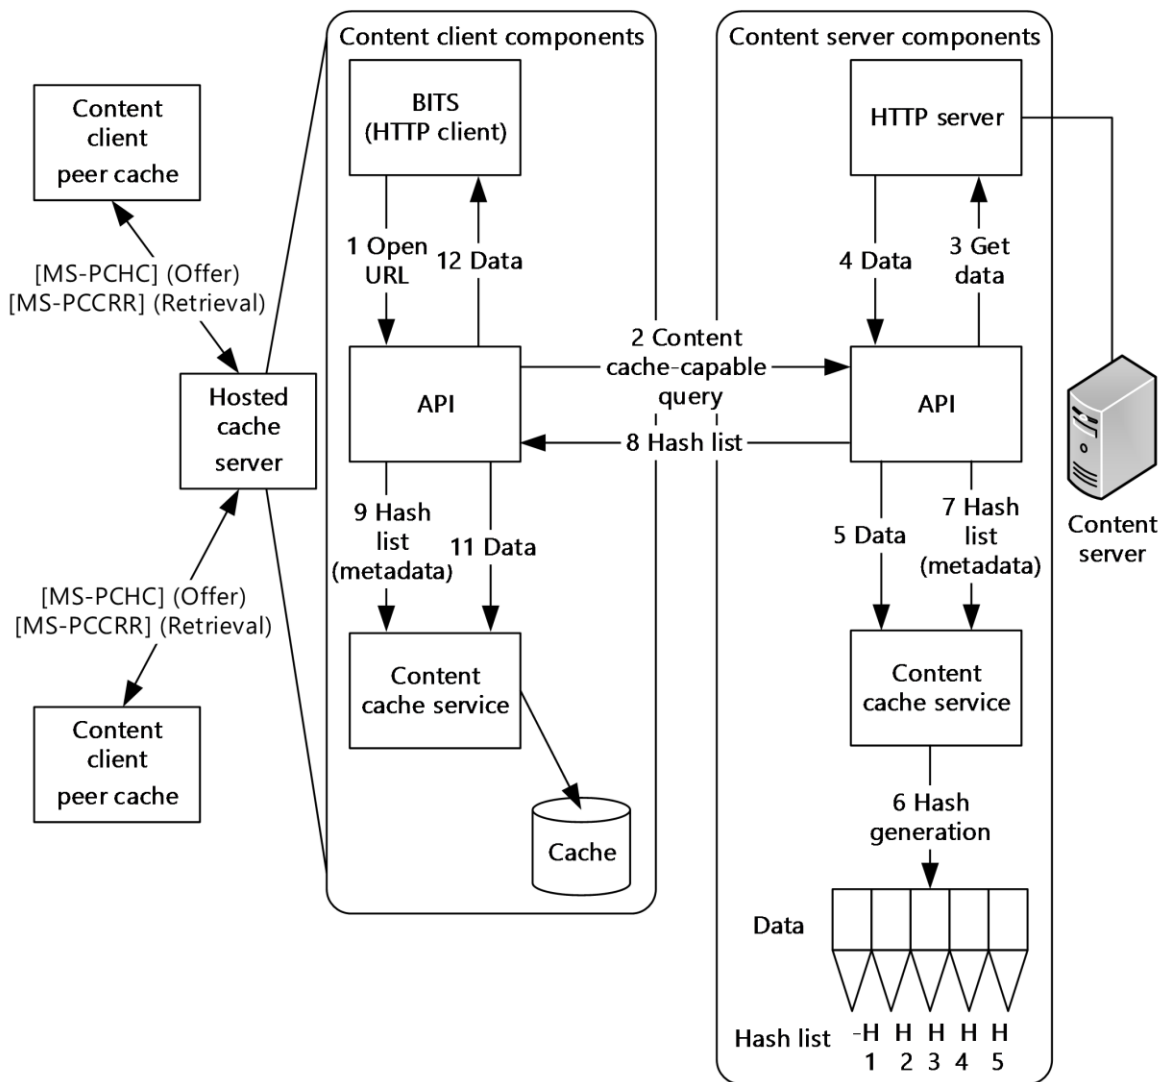 Content client components
Content server components
Content
client
peer cache
BITS
(HTTP client)
HTTP server
[MS-PCHC] (Offer)
[MS-PCCRR] (Retrieval)
1 Open
URL
12 Data
4 Data
3 Get
data
2 Content
cache-capable
query
Hosted
cache
server
API
API
8 Hash list
9 Hash
list
(metadata)
11 Data
5 Data
7 Hash
list
(metadata)
Content
server
[MS-PCHC] (Offer)
[MS-PCCRR] (Retrieval)
Content
cache service
Content
cache service
Content
client
peer cache
6 Hash
generation
Cache
Data
Hash list
-H H H H H
1 2 3 4 5